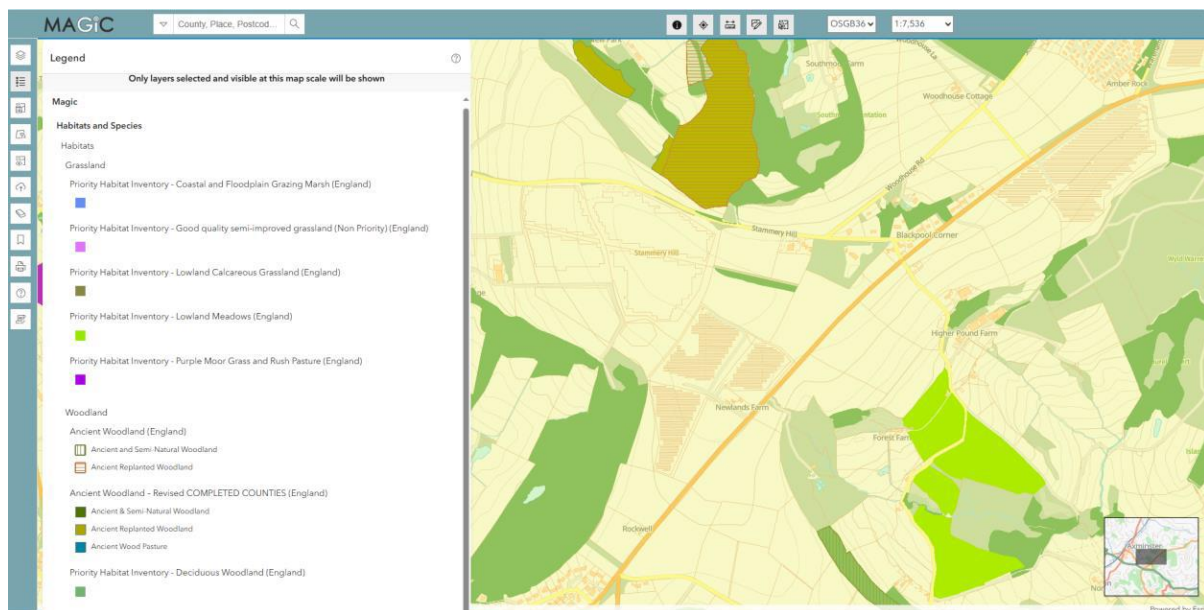 MAGiC
County, Place, Postcod...
OSGB36
1:7,536
Legend
Only layers selected and visible at this map scale will be shown
Magic
Habitats and Species
Habitats
Grassland
Priority Habitat Inventory - Coastal and Floodplain Grazing Marsh (England)
Priority Habitat Inventory - Good quality semi-improved grassland (Non Priority) (England)
Priority Habitat Inventory - Lowland Calcareous Grassland (England)
Priority Habitat Inventory - Lowland Meadows (England)
Priority Habitat Inventory - Purple Moor Grass and Rush Pasture (England)
Woodland
Ancient Woodland (England)
Ancient and Semi-Natural Woodland
Ancient Replanted Woodland
Ancient Woodland - Revised COMPLETED COUNTIES (England)
Ancient & Semi-Natural Woodland
Ancient Replanted Woodland
Ancient Wood Pasture
Priority Habitat Inventory - Deciduous Woodland (England)
Park
Woodhouse La
Farm
Woodhouse Cottage
Amber Rock
Woodhouse Rd
Stammery Hill
Stammery Hill
Blackpool Corner
Higher Pound Farm
Newlands Farm
Rockwell
Axminster
Powered by